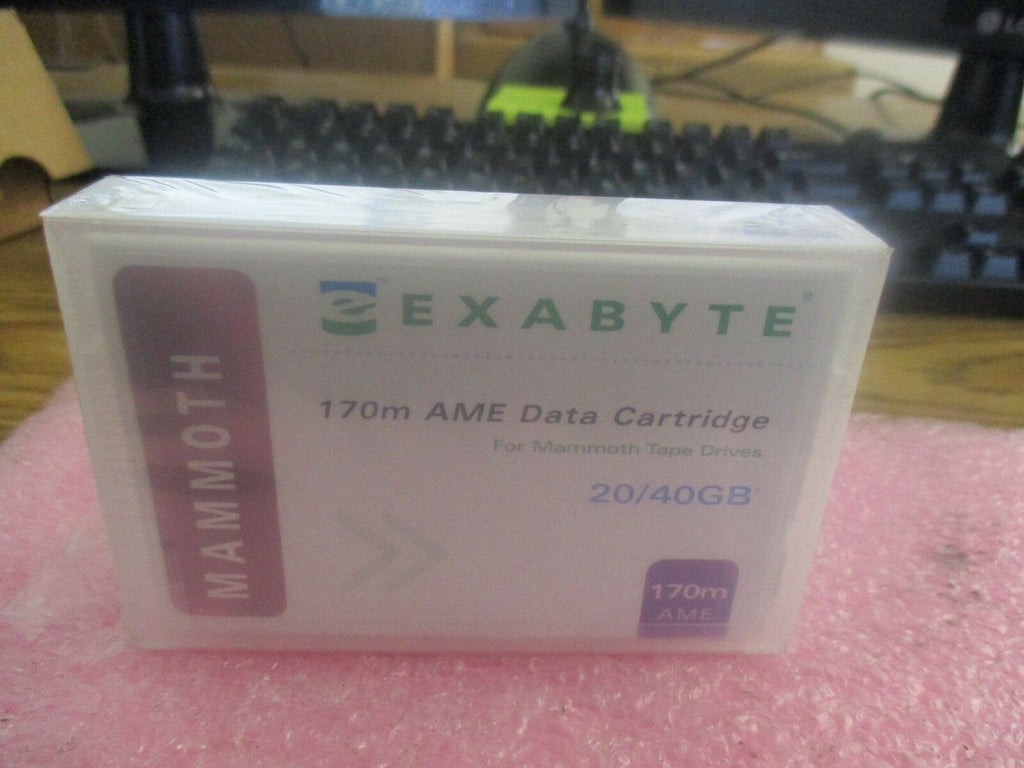 MAMMOTH
EXABYTE®
170m AME Data Cartridge
For Mammoth Tape Drives
20/40GB*
170m
AME